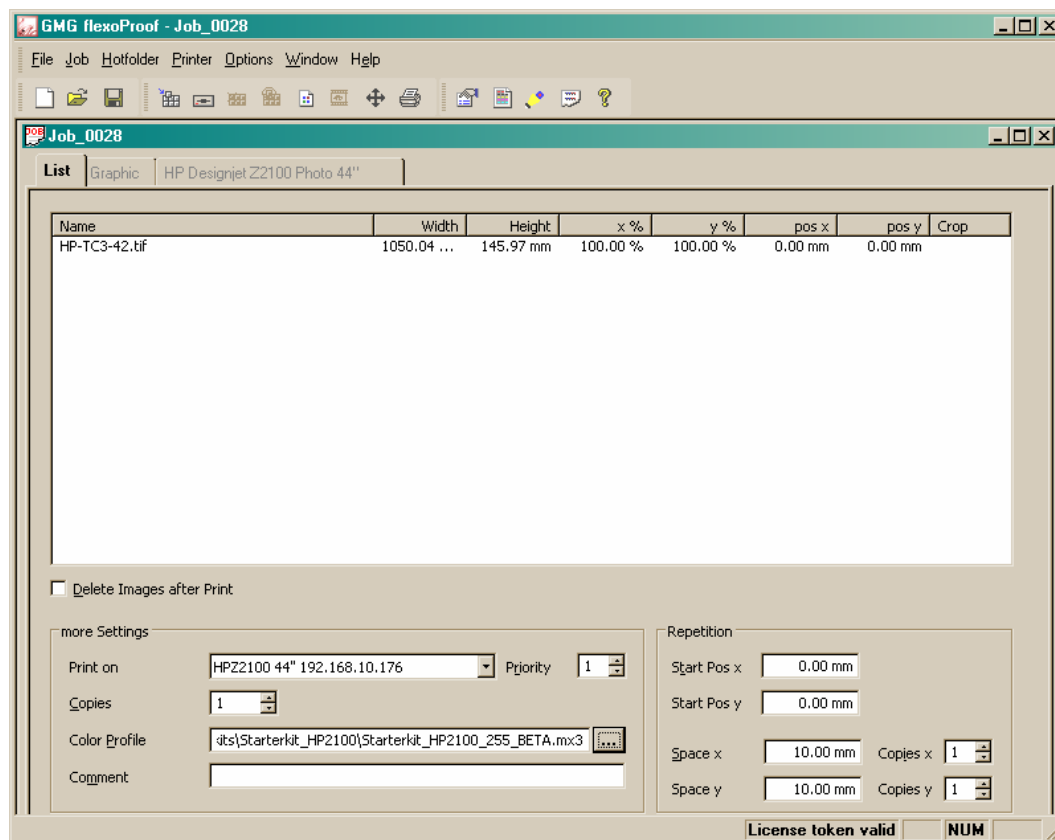 GMG flexoProof - Job_0028
File Job Hotfolder Printer Options Window Help
JOB Job_0028
List Graphic HP Designjet Z2100 Photo 44"
Name Width Height x % y % pos x pos y Crop
HP-TC3-42.tif 1050.04 ... 145.97 mm 100.00 % 100.00 % 0.00 mm 0.00 mm
Delete Images after Print
more Settings
Print on HPZ2100 44" 192.168.10.176 Priority 1
Copies 1
Color Profile its\Starterkit_HP2100\Starterkit_HP2100_255_BETA.mx3 ...
Comment
Repetition
Start Pos x 0.00 mm
Start Pos y 0.00 mm
Space x 10.00 mm Copies x 1
Space y 10.00 mm Copies y 1
License token valid NUM